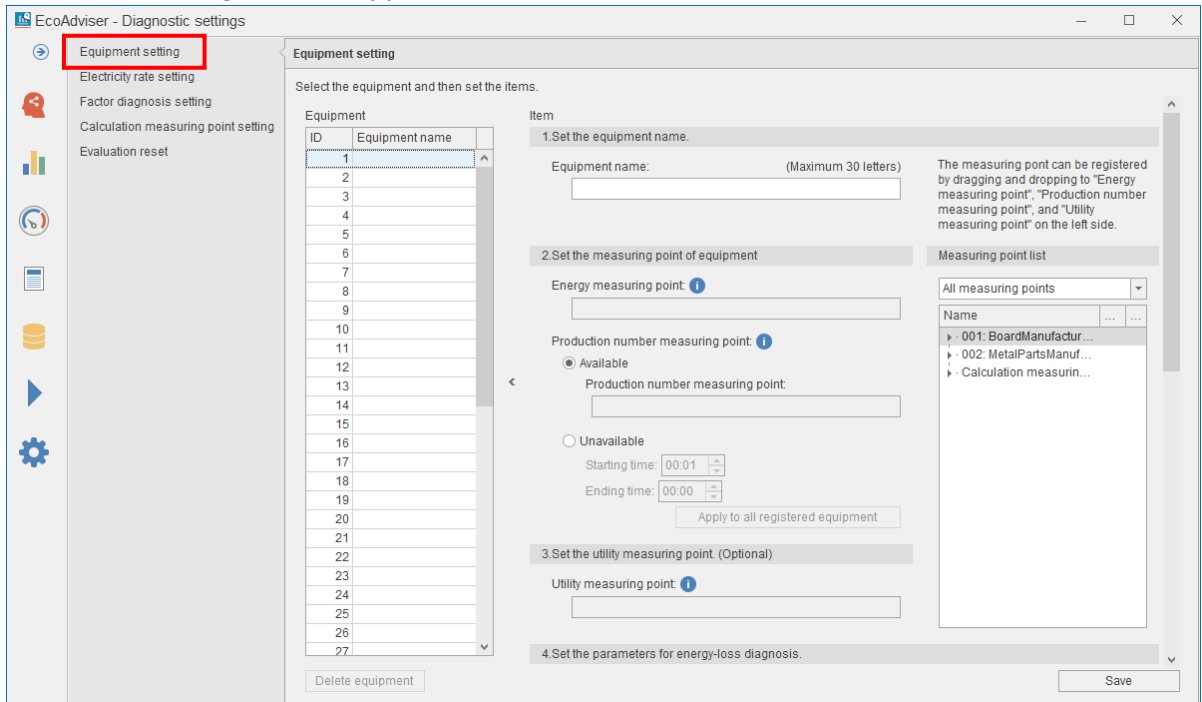 EcoAdviser - Diagnostic settings
Equipment setting
Electricity rate setting
Factor diagnosis setting
Calculation measuring point setting
Evaluation reset
Equipment setting
Select the equipment and then set the items.
Equipment
ID Equipment name
1
2
3
4
5
6
7
8
9
10
11
12
13
14
15
16
17
18
19
20
21
22
23
24
25
26
27
Delete equipment
Item
1.Set the equipment name.
Equipment name: (Maximum 30 letters)
2.Set the measuring point of equipment
Energy measuring point:
Production number measuring point:
Available
Production number measuring point:
Unavailable
Starting time: 00:01
Ending time: 00:00
Apply to all registered equipment
3.Set the utility measuring point. (Optional)
Utility measuring point:
4.Set the parameters for energy-loss diagnosis.
The measuring pont can be registered
by dragging and dropping to "Energy
measuring point", "Production number
measuring point", and "Utility
measuring point" on the left side.
Measuring point list
All measuring points
Name ... ...
001: BoardManufactur...
002: MetalPartsManuf...
Calculation measurin...
Save